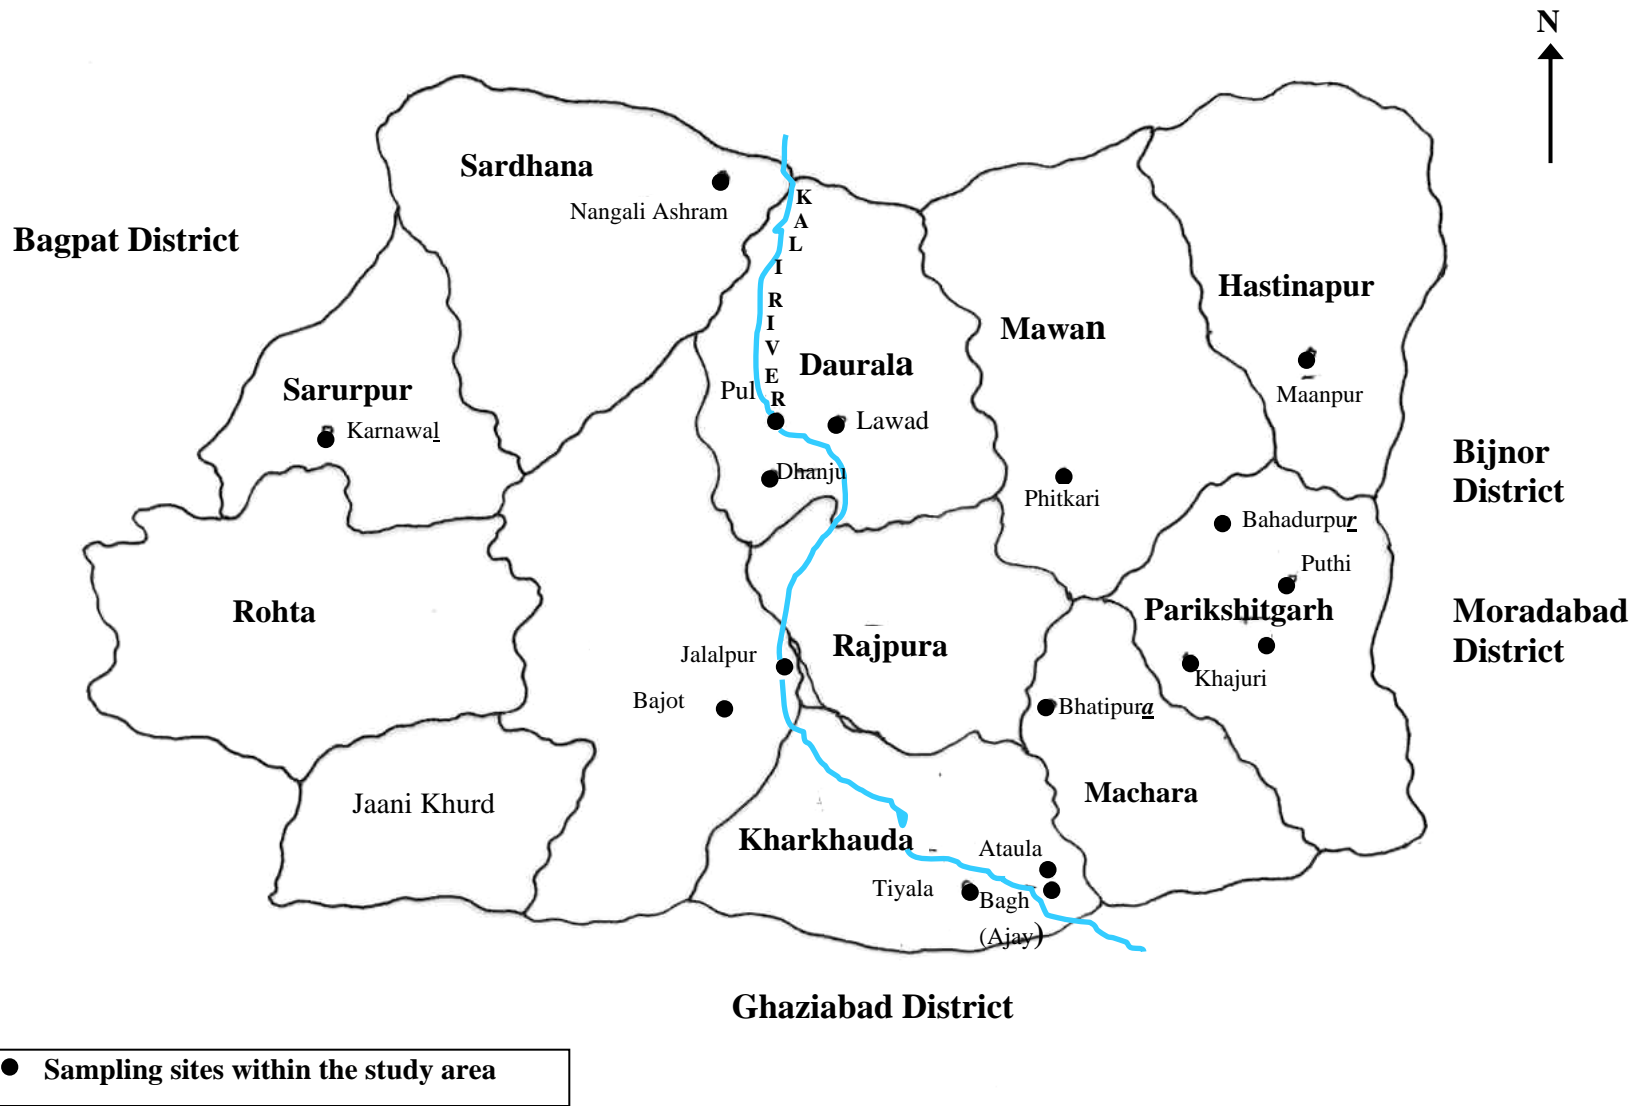 N
Sardhana
Nangali Ashram
KALI RIVER
Bagpat District
Hastinapur
Mawan
Daurala
Maanpur
Sarurpur
Pul
Lawad
Karnawal
Bijnor
District
Dhanju
Phitkari
Bahadurpur
Puthi
Rohta
Parikshitgarh
Moradabad
District
Rajpura
Jalalpur
Khajuri
Bajot
Bhatipura
Jaani Khurd
Machara
Kharkhauda
Ataula
Tiyala
Bagh
(Ajay)
Ghaziabad District
Sampling sites within the study area